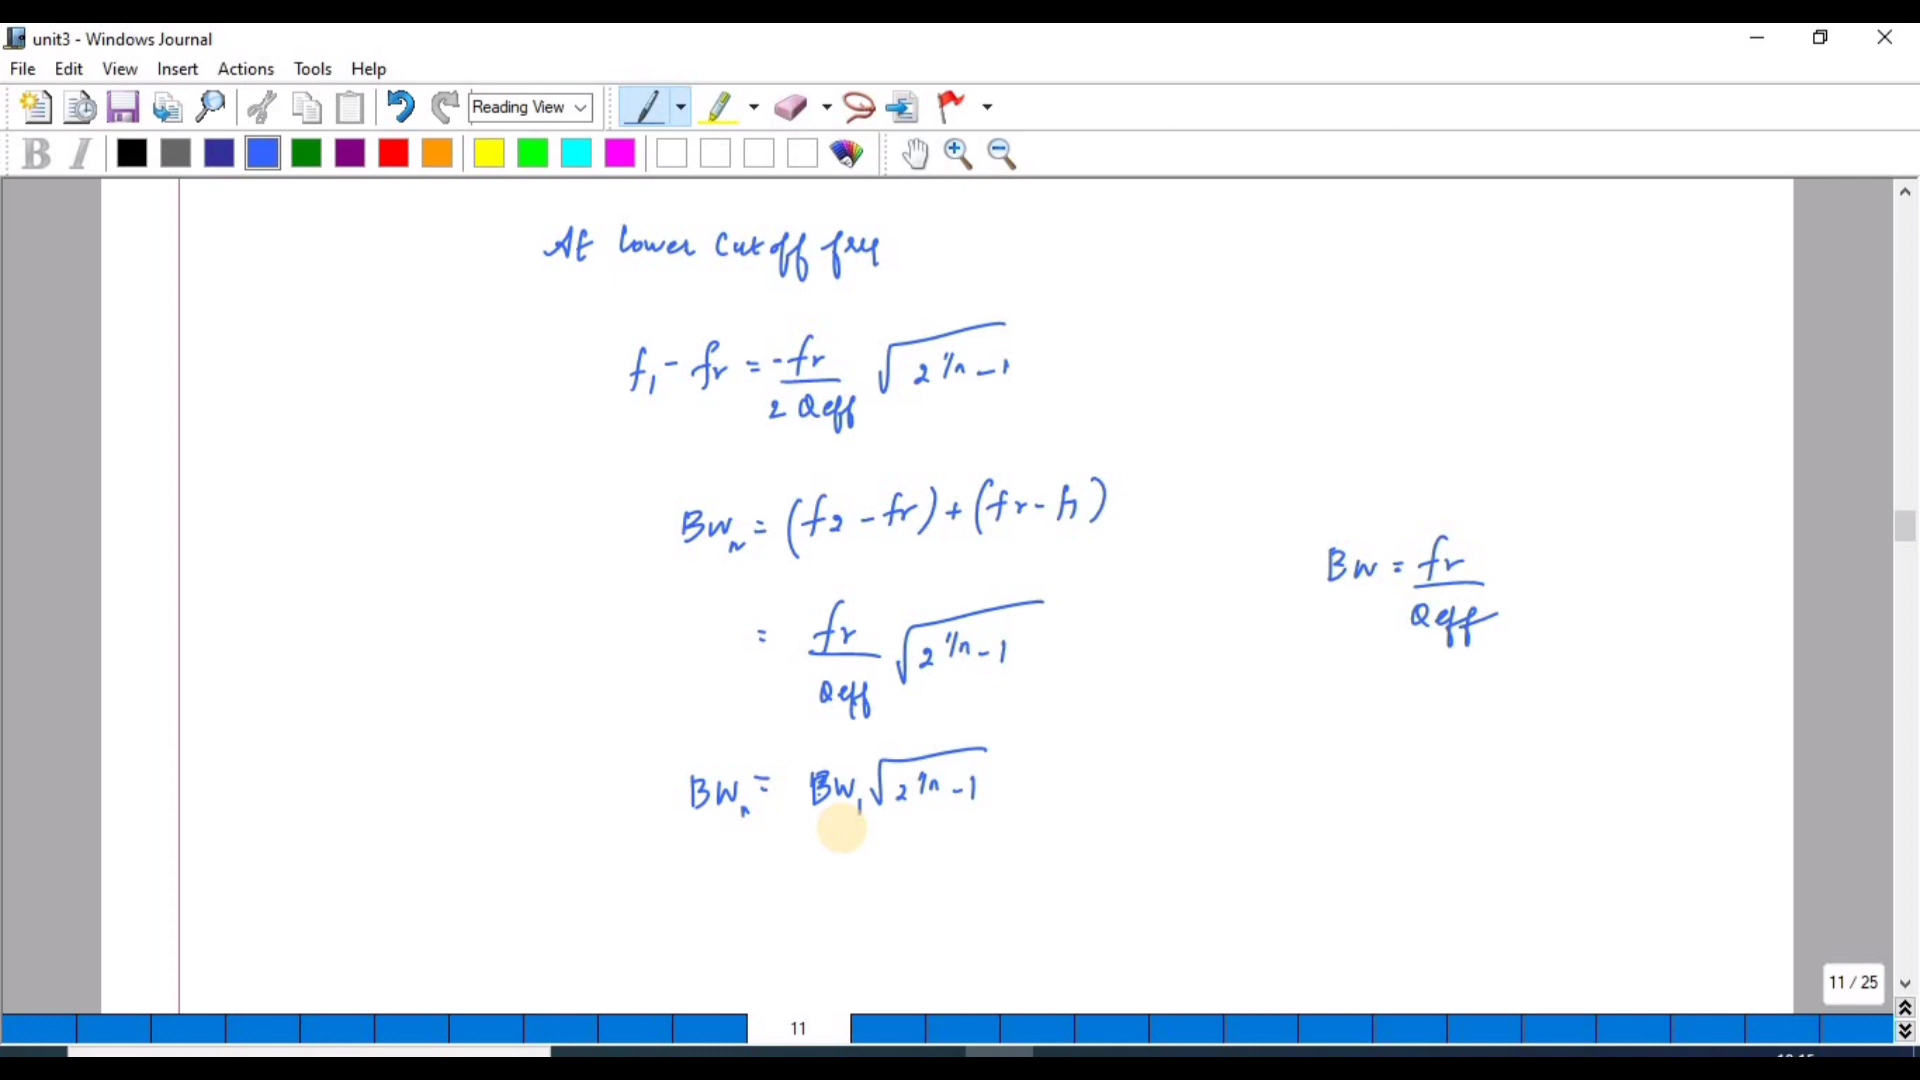 unit3 - Windows Journal
File Edit View Insert Actions Tools Help
Reading View
B I
At lower cutoff freq
f₁ - fr = -fr / 2 Qeff √(2^(1/n) - 1)
BWₙ = (f₂ - fr) + (fr - f₁)
BW = fr / Qeff
= fr / Qeff √(2^(1/n) - 1)
BWₙ = BW₁ √(2^(1/n) - 1)
11 / 25
11